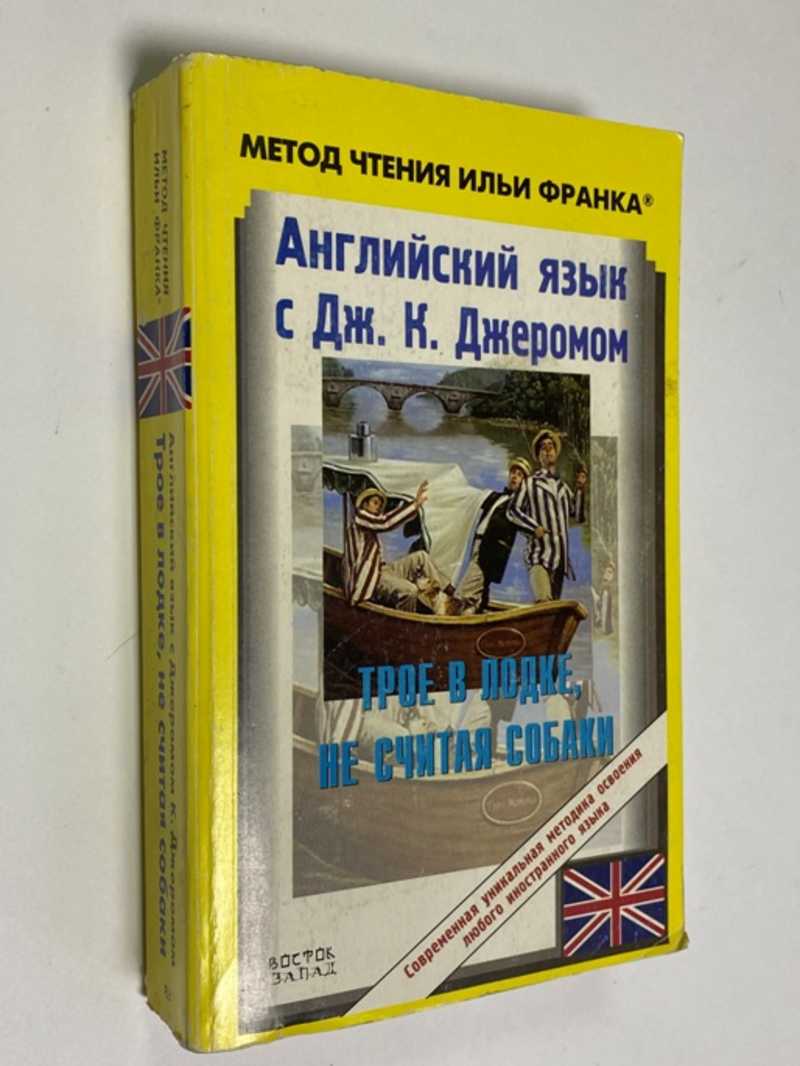 МЕТОД ЧТЕНИЯ ИЛЬИ ФРАНКА®
Английский язык
с Дж. К. Джеромом
ТРОЕ В ЛОДКЕ,
НЕ СЧИТАЯ СОБАКИ
Современная уникальная методика освоения
любого иностранного языка
ВОСТОК
ЗАПАД
МЕТОД ЧТЕНИЯ
ИЛЬИ ФРАНКА®
Английский язык с Джеромом К. Джеромом
Трое в лодке, не считая собаки